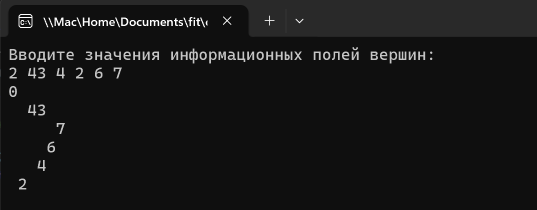 \\Mac\Home\Documents\fit\
Вводите значения информационных полей вершин:
2 43 4 2 6 7
0
43
7
6
4
2